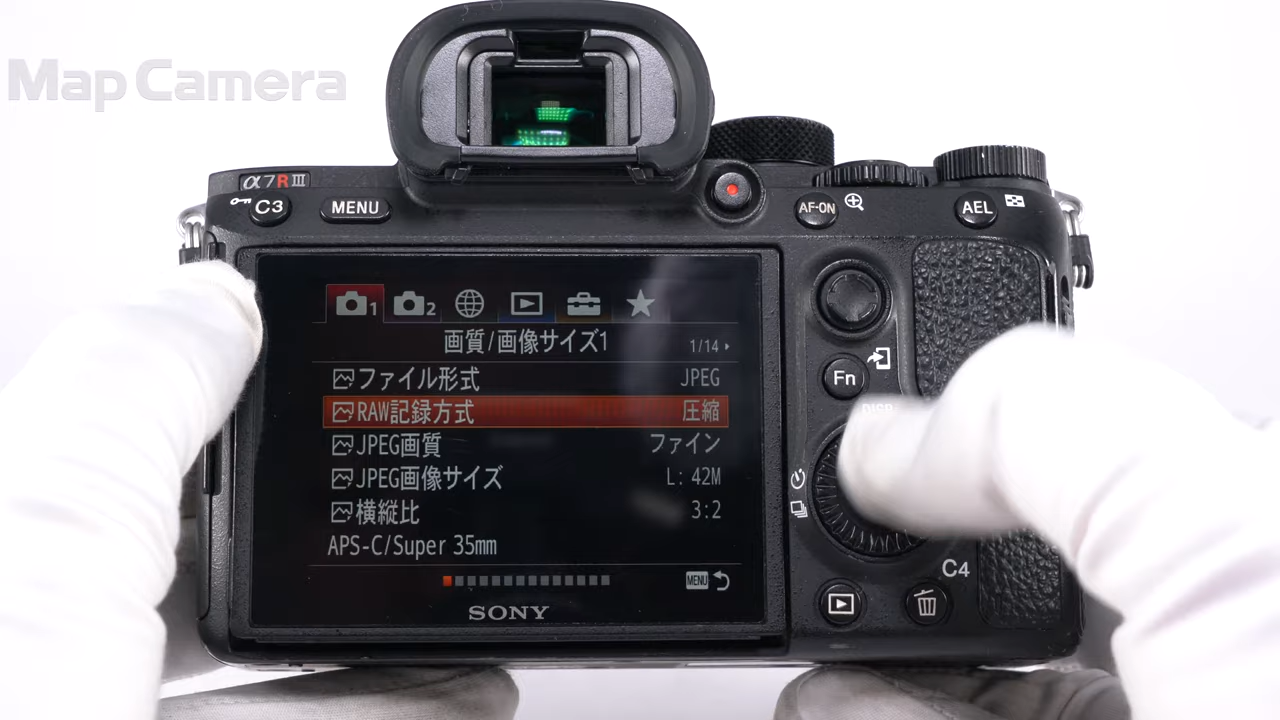 Map Camera
α7RIII
C3
MENU
AF-ON
AEL
1
2
画質/画像サイズ1
1/14
ファイル形式 JPEG
RAW記録方式 圧縮
JPEG画質 ファイン
JPEG画像サイズ L: 42M
横縦比 3:2
APS-C/Super 35mm
MENU
SONY
Fn
DISP
C4